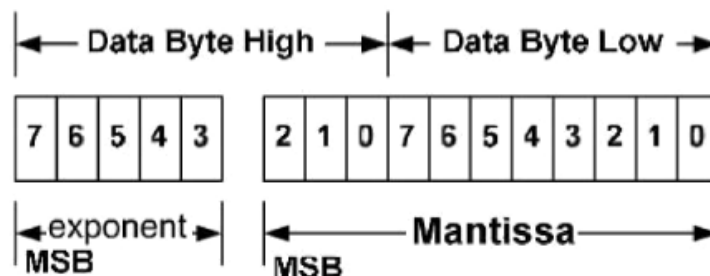 Data Byte High Data Byte Low
7 6 5 4 3 2 1 0 7 6 5 4 3 2 1 0
exponent Mantissa
MSB MSB